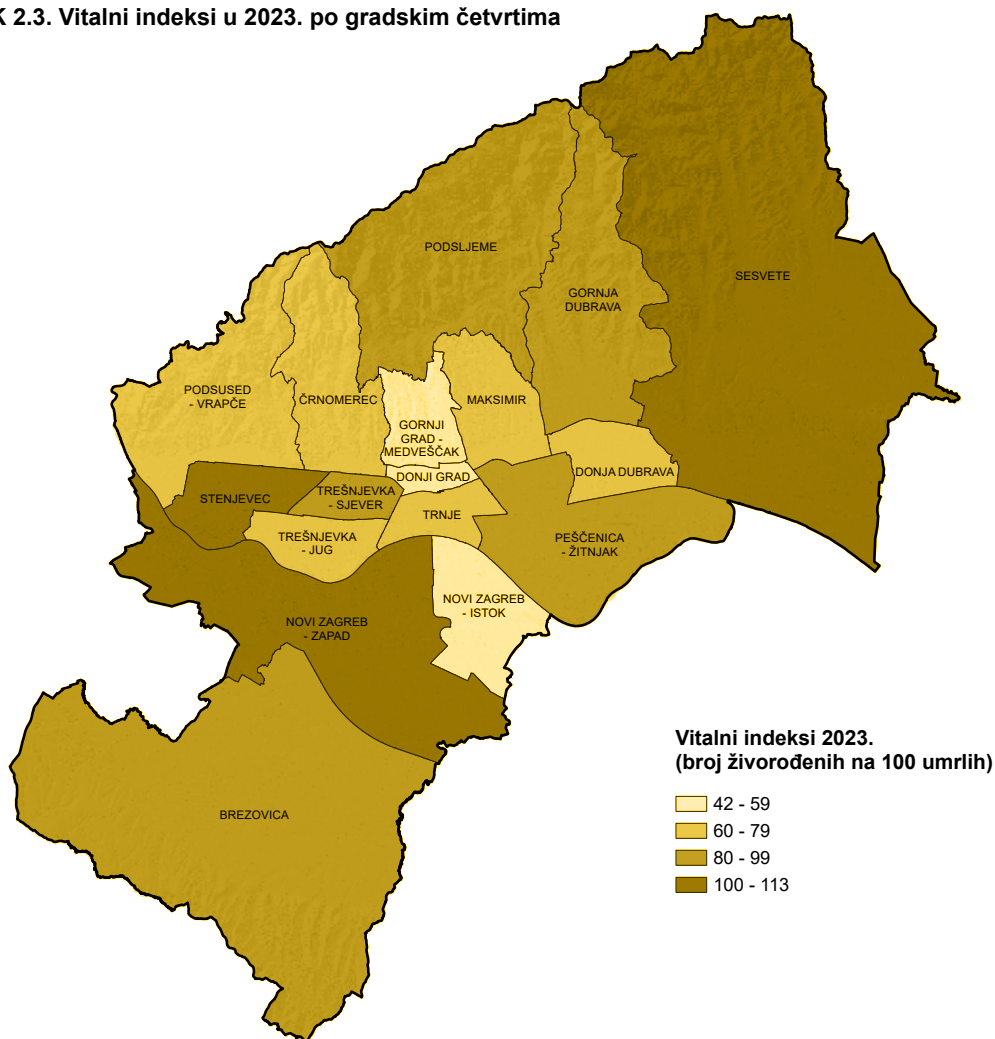 K 2.3. Vitalni indeksi u 2023. po gradskim četvrtima
PODSLJEME
SESVETE
GORNJA
DUBRAVA
PODSUSED
- VRAPČE
ČRNOMEREC
MAKSIMIR
GORNJI
GRAD -
MEDVEŠČAK
DONJI GRAD
DONJA DUBRAVA
STENJEVEC
TREŠNJEVKA
- SJEVER
TRNJE
TREŠNJEVKA
- JUG
PEŠČENICA
- ŽITNJAK
NOVI ZAGREB
- ISTOK
NOVI ZAGREB
- ZAPAD
BREZOVICA
Vitalni indeksi 2023.
(broj živorođenih na 100 umrlih)
42 - 59
60 - 79
80 - 99
100 - 113